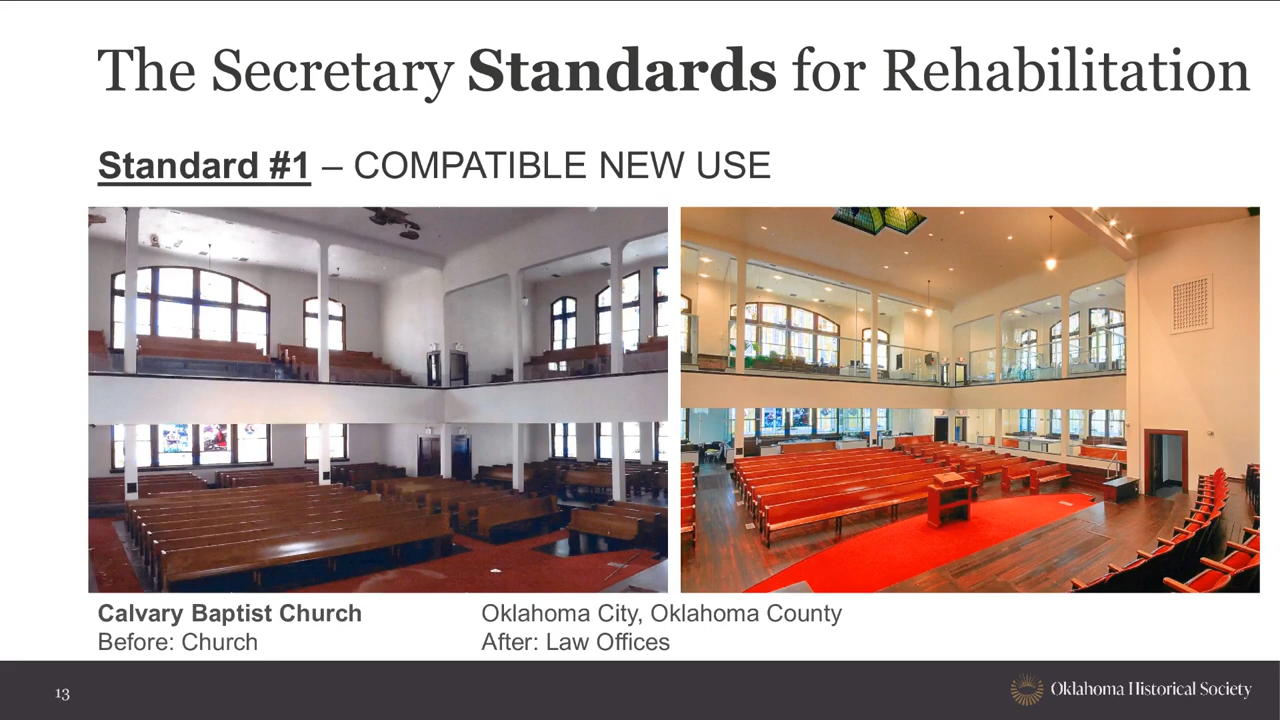 The Secretary Standards for Rehabilitation
Standard #1 – COMPATIBLE NEW USE
Calvary Baptist Church
Oklahoma City, Oklahoma County
Before: Church
After: Law Offices
13
Oklahoma Historical Society